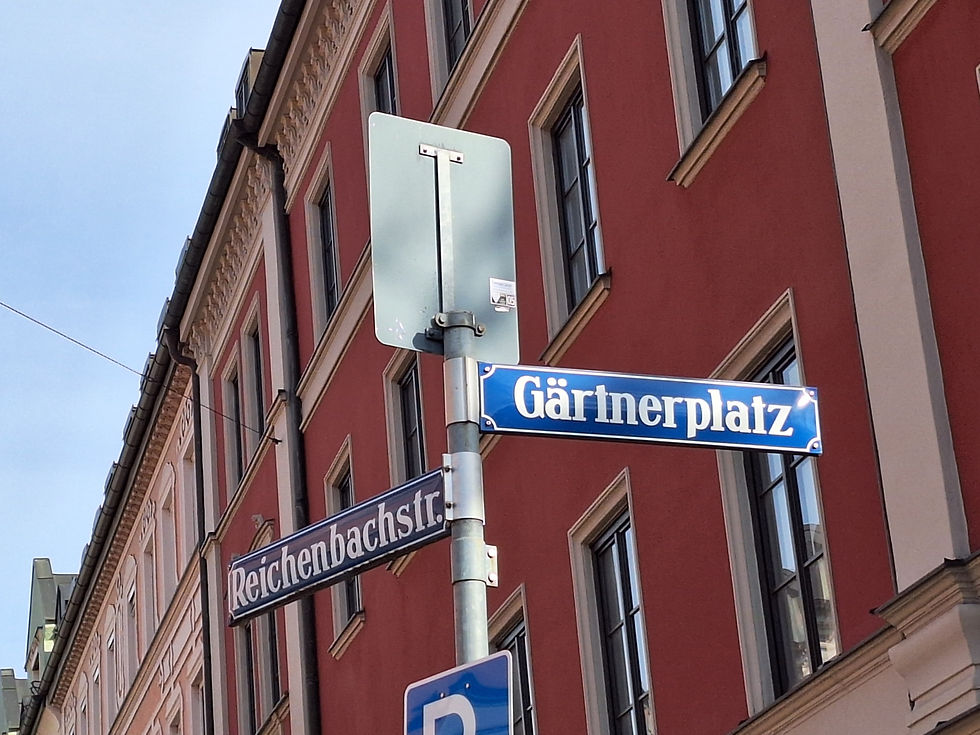 Gärtnerplatz
Reichenbachstr.
P